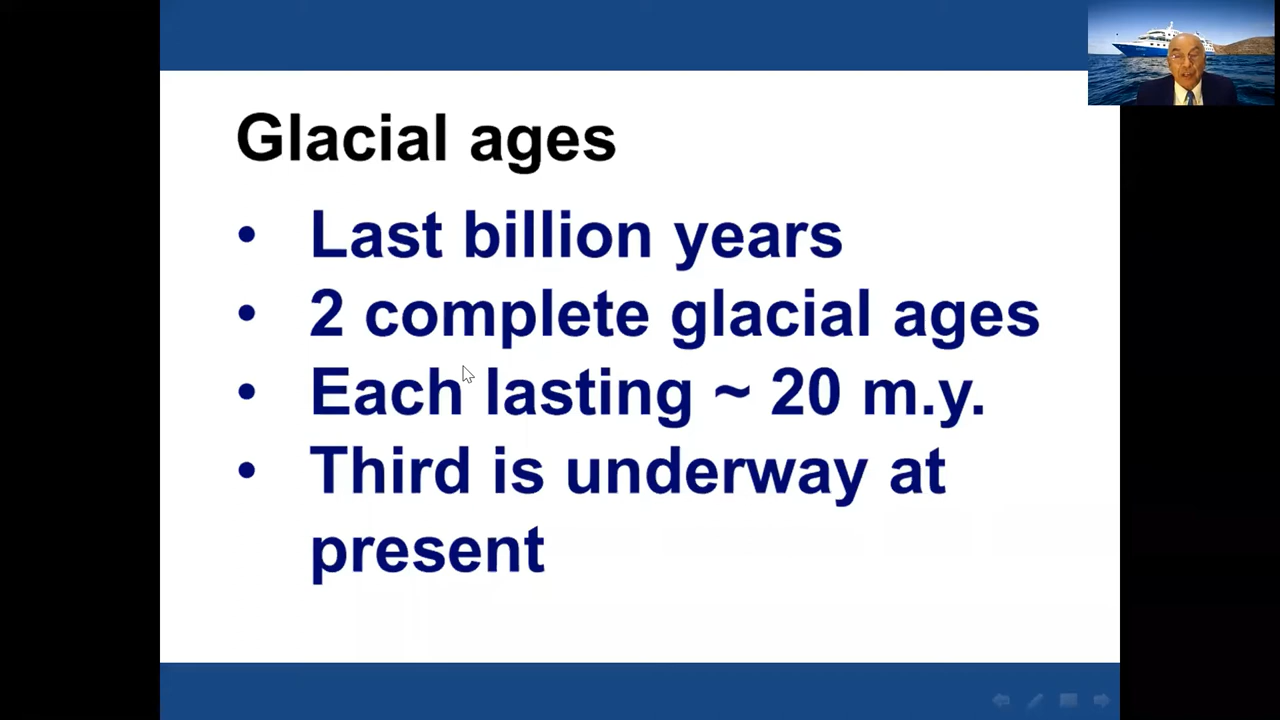 Glacial ages
• Last billion years
• 2 complete glacial ages
• Each lasting ~ 20 m.y.
• Third is underway at
present